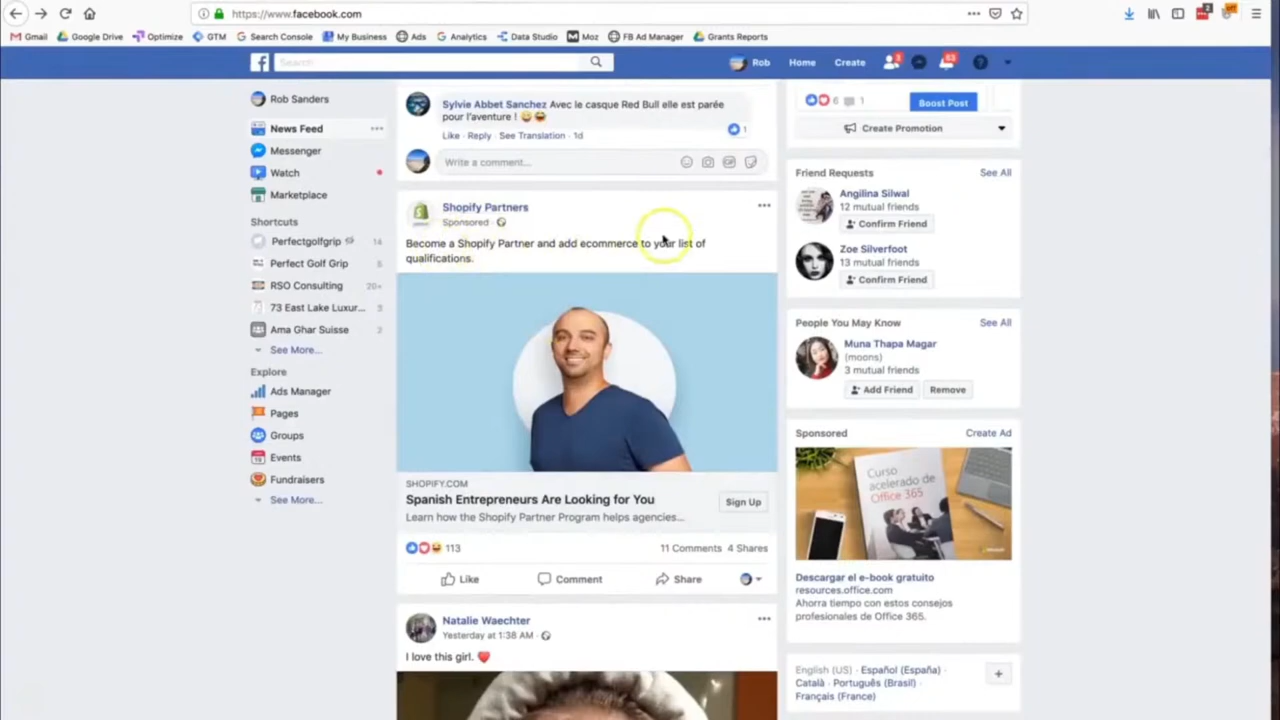 https://www.facebook.com
2
Gmail
Google Drive
Optimize
GTM
Search Console
My Business
Ads
Analytics
Data Studio
Moz
FB Ad Manager
Grants Reports
Search
Rob
Home
Create
3
Rob Sanders
News Feed
Messenger
Watch
Marketplace
Shortcuts
Perfectgolfgrip
14
Perfect Golf Grip
RSO Consulting
20+
73 East Lake Luxur...
Ama Ghar Suisse
2
See More...
Explore
Ads Manager
Pages
Groups
Events
Fundraisers
See More...
Sylvie Abbet Sanchez Avec le casque Red Bull elle est parée
pour l'aventure ! 😄😂
Like · Reply · See Translation · 1d
1
Write a comment...
GIF
Shopify Partners
Sponsored ·
Become a Shopify Partner and add ecommerce to your list of
qualifications.
SHOPIFY.COM
Spanish Entrepreneurs Are Looking for You
Learn how the Shopify Partner Program helps agencies...
Sign Up
113
11 Comments 4 Shares
Like
Comment
Share
Natalie Waechter
Yesterday at 1:38 AM ·
I love this girl. ❤️
6
1
Boost Post
Create Promotion
Friend Requests
See All
Angilina Silwal
12 mutual friends
Confirm Friend
Zoe Silverfoot
13 mutual friends
Confirm Friend
People You May Know
See All
Muna Thapa Magar
(moons)
3 mutual friends
Add Friend
Remove
Sponsored
Create Ad
Curso
acelerado de
Office 365
Descargar el e-book gratuito
resources.office.com
Ahorra tiempo con estos consejos
profesionales de Office 365.
English (US) · Español (España) ·
Català · Português (Brasil) ·
Français (France)